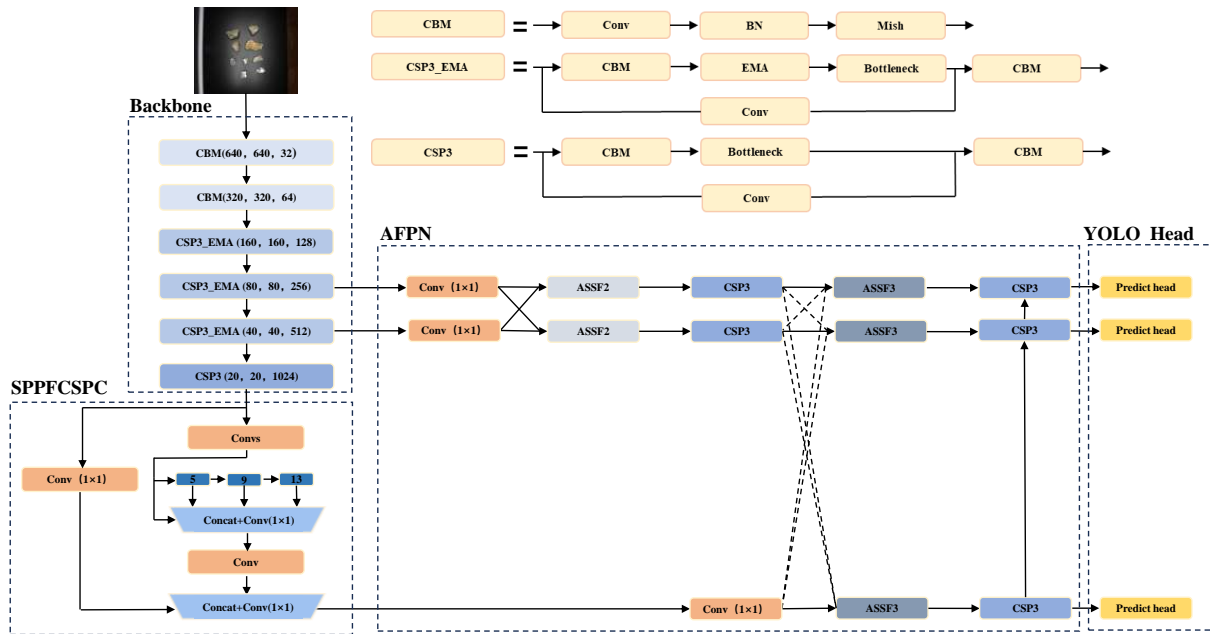 CBM = Conv BN Mish
CSP3_EMA = CBM EMA Bottleneck CBM
Conv
CSP3 = CBM Bottleneck CBM
Conv
Backbone
CBM(640, 640, 32)
CBM(320, 320, 64)
CSP3_EMA (160, 160, 128)
CSP3_EMA (80, 80, 256)
CSP3_EMA (40, 40, 512)
CSP3 (20, 20, 1024)
SPPFCSPC
Convs
Conv (1×1)
5 9 13
Concat+Conv(1×1)
Conv
Concat+Conv(1×1)
AFPN
Conv (1×1) ASSF2 CSP3 ASSF3 CSP3
Conv (1×1) ASSF2 CSP3 ASSF3 CSP3
Conv (1×1) ASSF3 CSP3
YOLO Head
Predict head
Predict head
Predict head